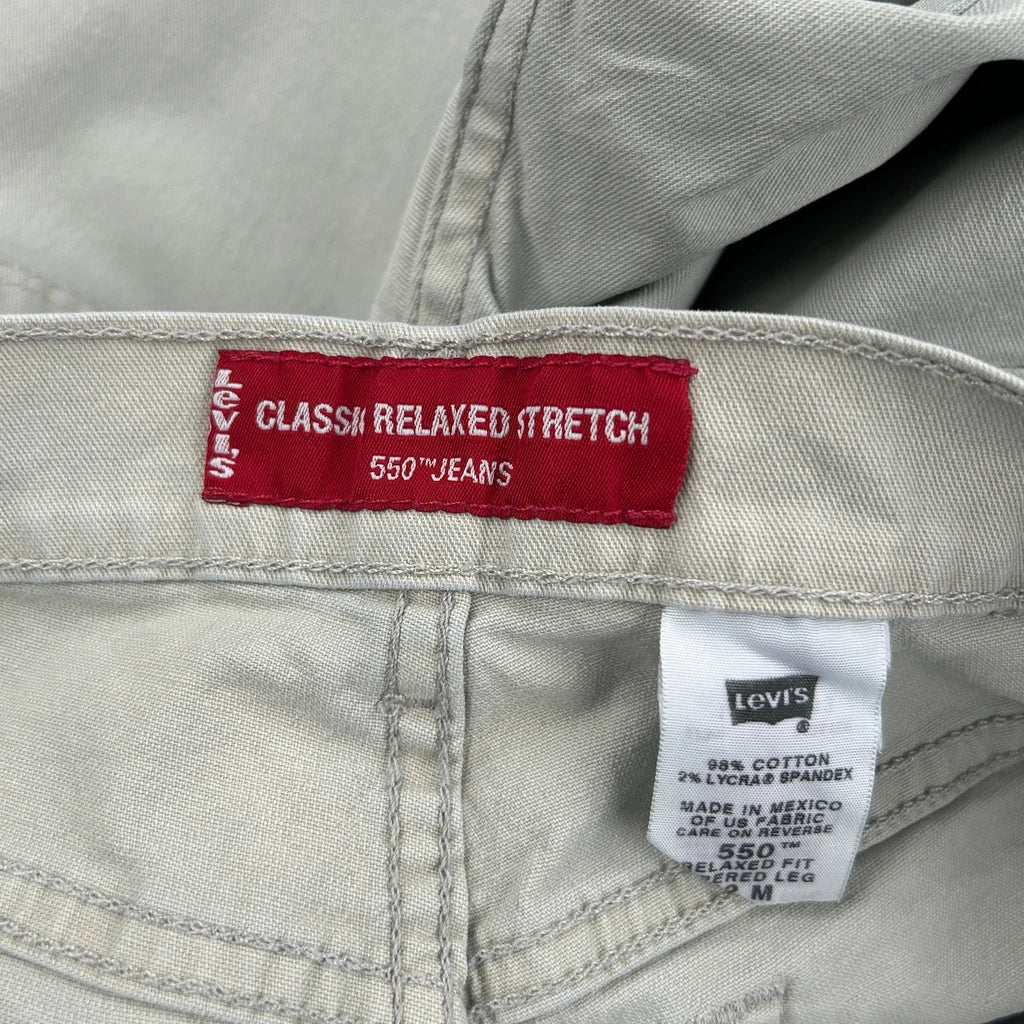 Levi's
CLASSIC RELAXED STRETCH
550™ JEANS
Levi's
®
98% COTTON
2% LYCRA® SPANDEX
MADE IN MEXICO
OF US FABRIC
CARE ON REVERSE
550™
RELAXED FIT
ERED LEG
M